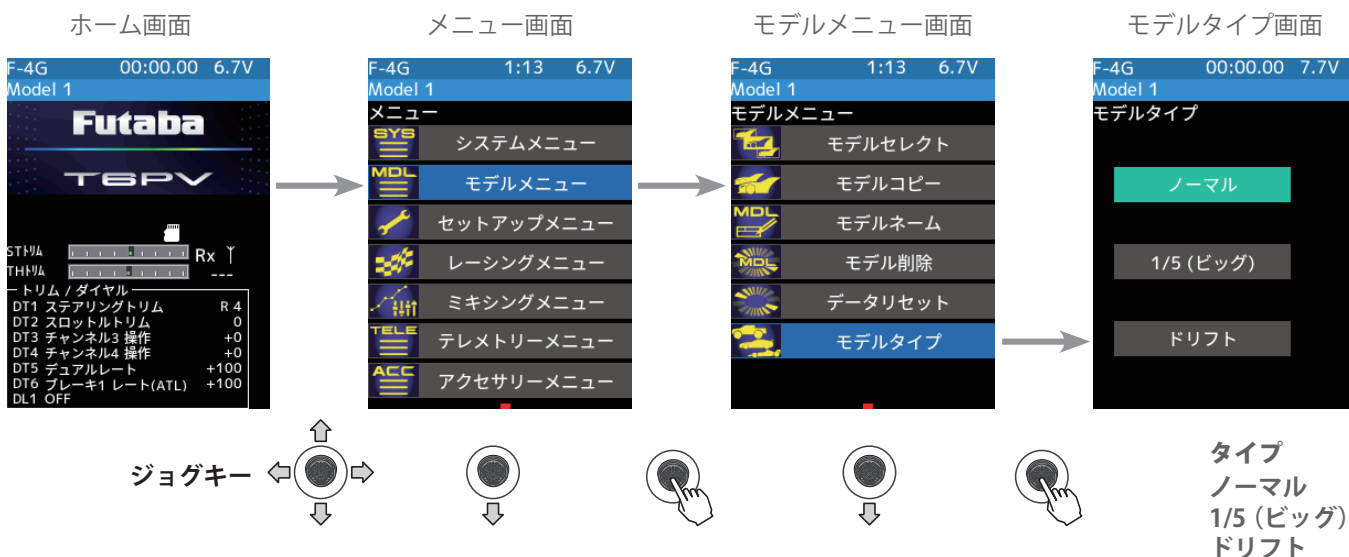 ホーム画面
F-4G 00:00.00 6.7V
Model 1
Futaba
T6PV
STトリム
Rx
THトリム
---
トリム / ダイヤル
DT1 ステアリングトリム R 4
DT2 スロットルトリム 0
DT3 チャンネル3 操作 +0
DT4 チャンネル4 操作 +0
DT5 デュアルレート +100
DT6 ブレーキ1 レート(ATL) +100
DL1 OFF
メニュー画面
F-4G 1:13 6.7V
Model 1
メニュー
SYS システムメニュー
MDL モデルメニュー
セットアップメニュー
レーシングメニュー
ミキシングメニュー
TELE テレメトリーメニュー
ACC アクセサリーメニュー
モデルメニュー画面
F-4G 1:13 6.7V
Model 1
モデルメニュー
モデルセレクト
モデルコピー
MDL モデルネーム
MDL モデル削除
データリセット
モデルタイプ
モデルタイプ画面
F-4G 00:00.00 7.7V
Model 1
モデルタイプ
ノーマル
1/5 (ビッグ)
ドリフト
ジョグキー
タイプ
ノーマル
1/5（ビッグ）
ドリフト